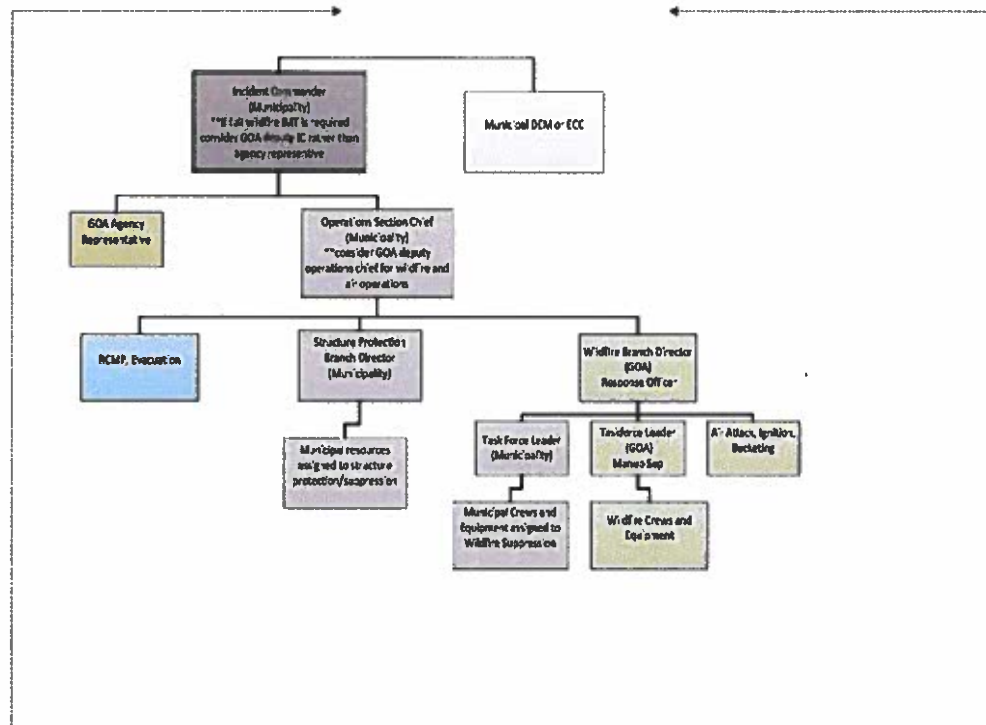 Incident Commander
(Municipality)
**If full wildfire IMT is required
consider GOA deputy IC rather than
agency representative
Municipal DEM or ECC
GOA Agency
Representative
Operations Section Chief
(Municipality)
**consider GOA deputy
operations chief for wildfire and
air operations
RCMP, Evacuation
Structure Protection
Branch Director
(Municipality)
Wildfire Branch Director
(GOA)
Response Officer
Municipal resources
assigned to structure
protection/suppression
Task Force Leader
(Municipality)
Taskforce Leader
(GOA)
Air Attack, Ignition,
Bucketing
Municipal Crews and
Equipment assigned to
Wildfire Suppression
Wildfire Crews and
Equipment